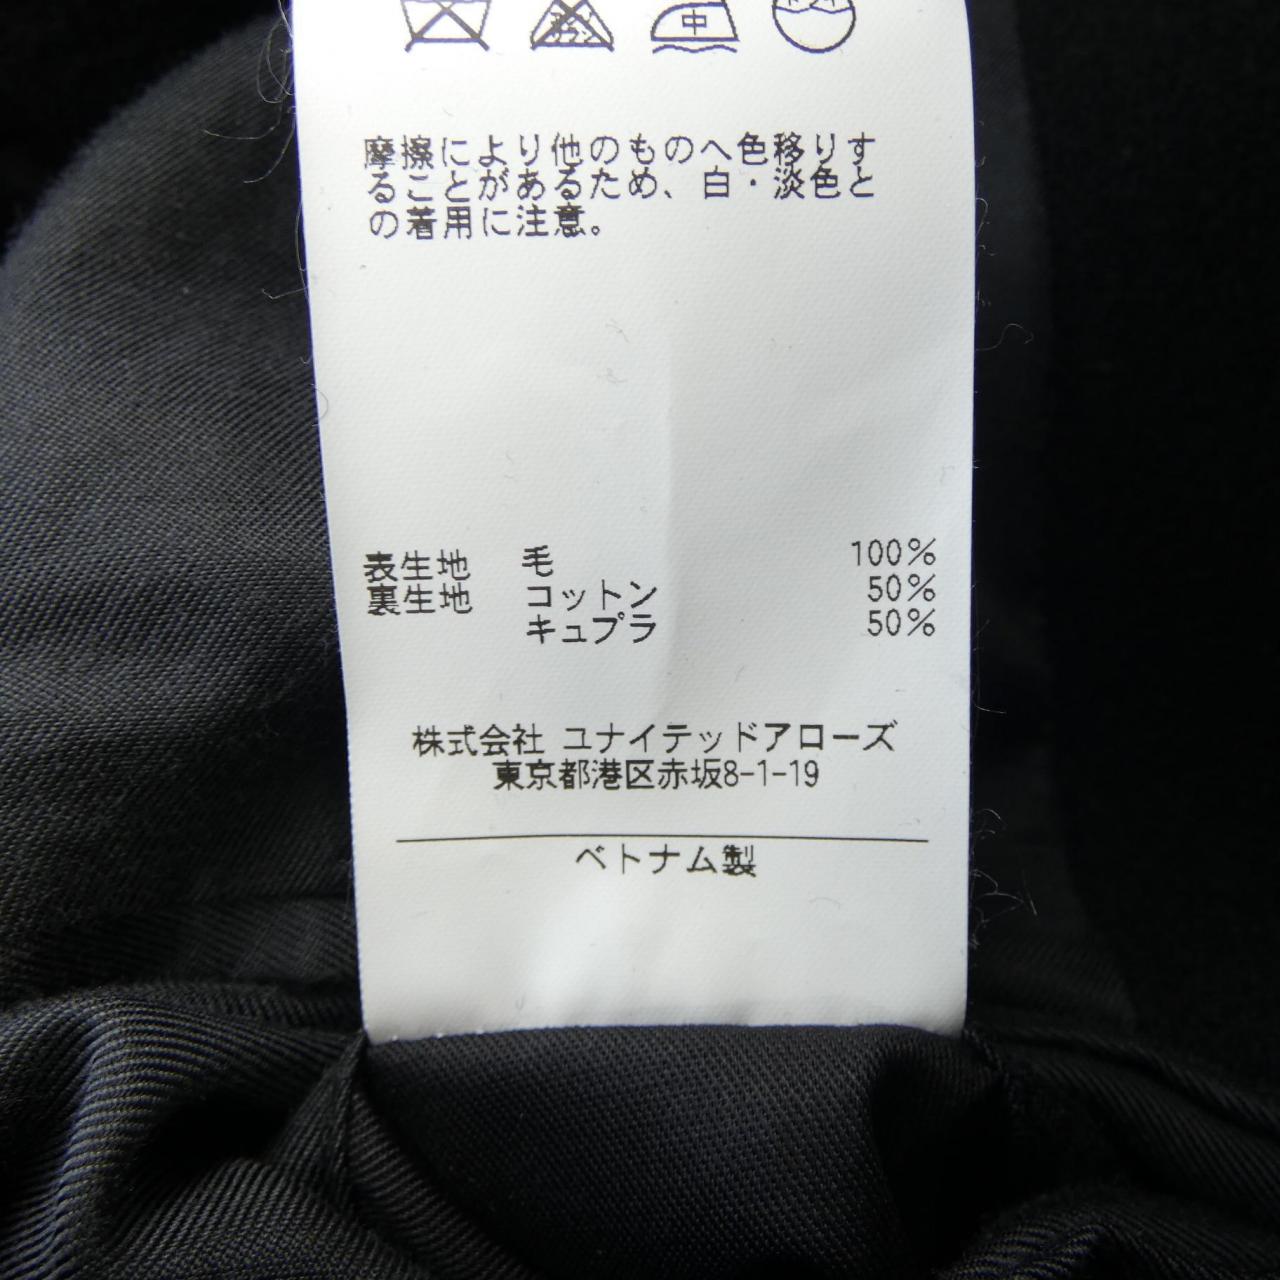 中
摩擦により他のものへ色移りす
ることがあるため、白・淡色と
の着用に注意。
表生地 毛 100%
裏生地 コットン 50%
キュプラ 50%
株式会社 ユナイテッドアローズ
東京都港区赤坂8-1-19
ベトナム製